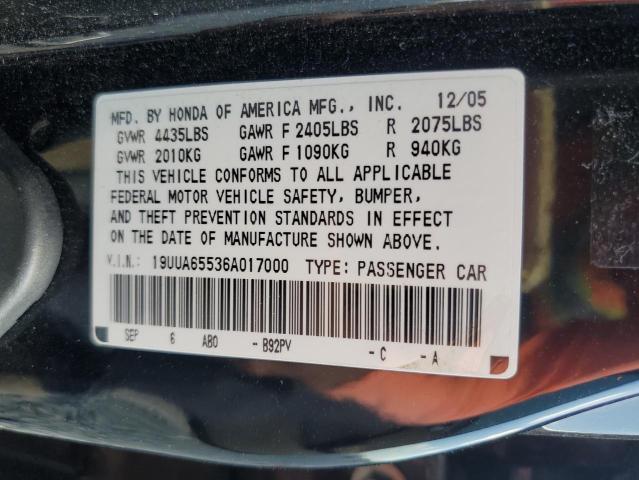 MFD. BY HONDA OF AMERICA MFG., INC. 12/05
GVWR 4435LBS GAWR F 2405LBS R 2075LBS
GVWR 2010KG GAWR F 1090KG R 940KG
THIS VEHICLE CONFORMS TO ALL APPLICABLE
FEDERAL MOTOR VEHICLE SAFETY, BUMPER,
AND THEFT PREVENTION STANDARDS IN EFFECT
ON THE DATE OF MANUFACTURE SHOWN ABOVE.
V.I.N.: 19UUA65536A017000 TYPE: PASSENGER CAR
SEP 6 AB0 - B92PV - C - A